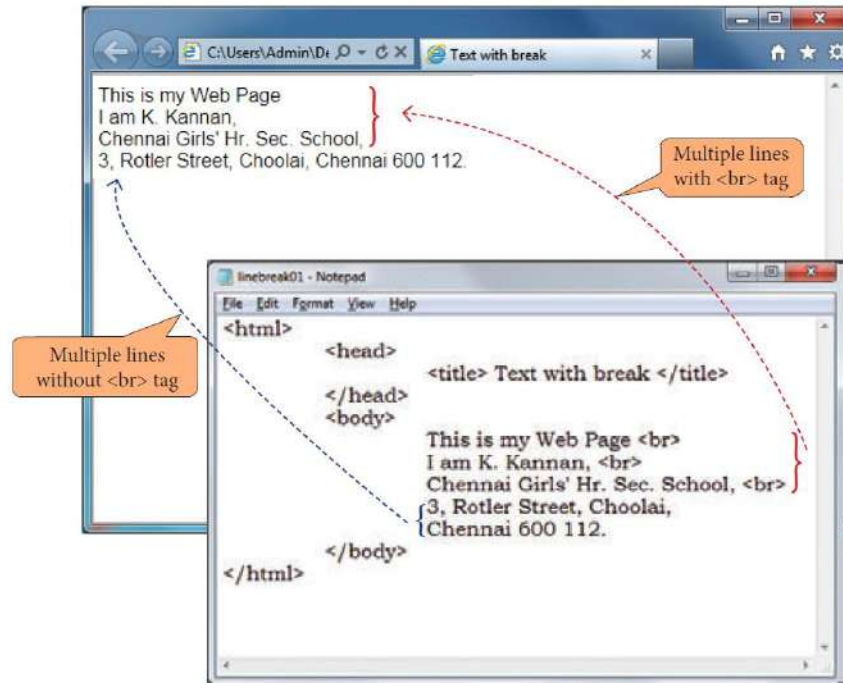 C:\Users\Admin\De
Text with break
This is my Web Page
I am K. Kannan,
Chennai Girls' Hr. Sec. School,
3, Rotler Street, Choolai, Chennai 600 112.
Multiple lines
with <br> tag
Multiple lines
without <br> tag
linebreak01 - Notepad
File Edit Format View Help
<html>
<head>
<title> Text with break </title>
</head>
<body>
This is my Web Page <br>
I am K. Kannan, <br>
Chennai Girls' Hr. Sec. School, <br>
3, Rotler Street, Choolai,
Chennai 600 112.
</body>
</html>